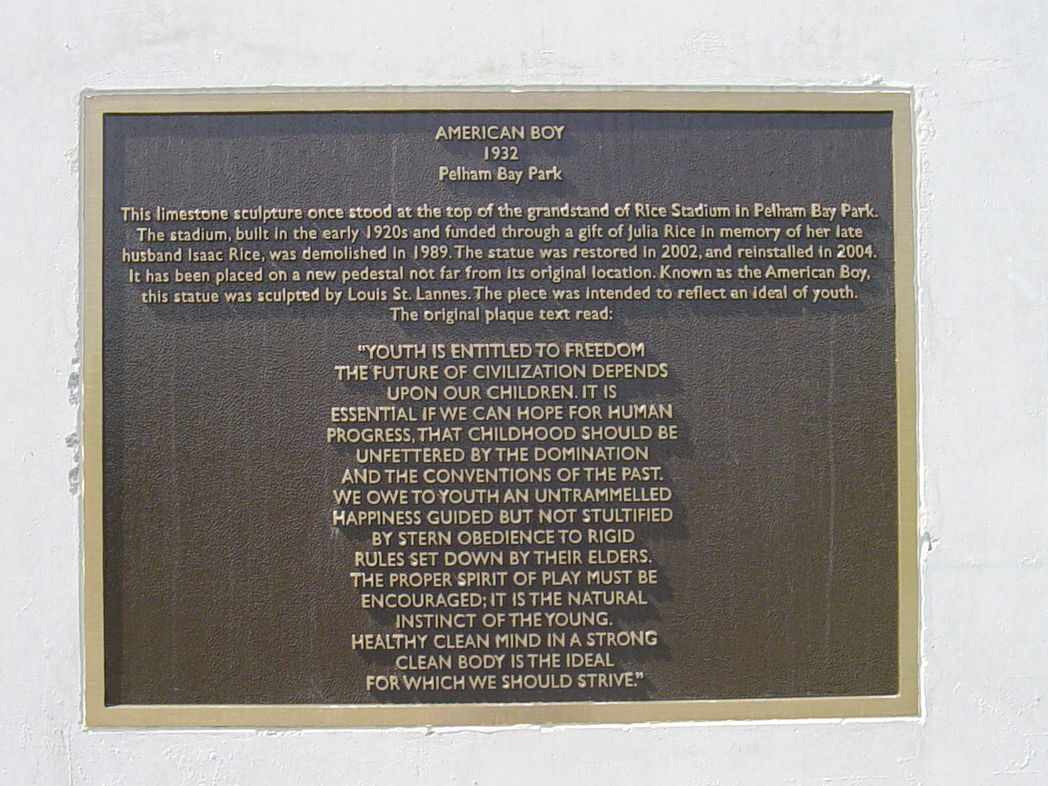 AMERICAN BOY
1932
Pelham Bay Park
This limestone sculpture once stood at the top of the grandstand of Rice Stadium in Pelham Bay Park.
The stadium, built in the early 1920s and funded through a gift of Julia Rice in memory of her late
husband Isaac Rice, was demolished in 1989. The statue was restored in 2002, and reinstalled in 2004.
It has been placed on a new pedestal not far from its original location. Known as the American Boy,
this statue was sculpted by Louis St. Lannes. The piece was intended to reflect an ideal of youth.
The original plaque text read:
"YOUTH IS ENTITLED TO FREEDOM
THE FUTURE OF CIVILIZATION DEPENDS
UPON OUR CHILDREN. IT IS
ESSENTIAL IF WE CAN HOPE FOR HUMAN
PROGRESS, THAT CHILDHOOD SHOULD BE
UNFETTERED BY THE DOMINATION
AND THE CONVENTIONS OF THE PAST.
WE OWE TO YOUTH AN UNTRAMMELLED
HAPPINESS GUIDED BUT NOT STULTIFIED
BY STERN OBEDIENCE TO RIGID
RULES SET DOWN BY THEIR ELDERS.
THE PROPER SPIRIT OF PLAY MUST BE
ENCOURAGED; IT IS THE NATURAL
INSTINCT OF THE YOUNG.
HEALTHY CLEAN MIND IN A STRONG
CLEAN BODY IS THE IDEAL
FOR WHICH WE SHOULD STRIVE."